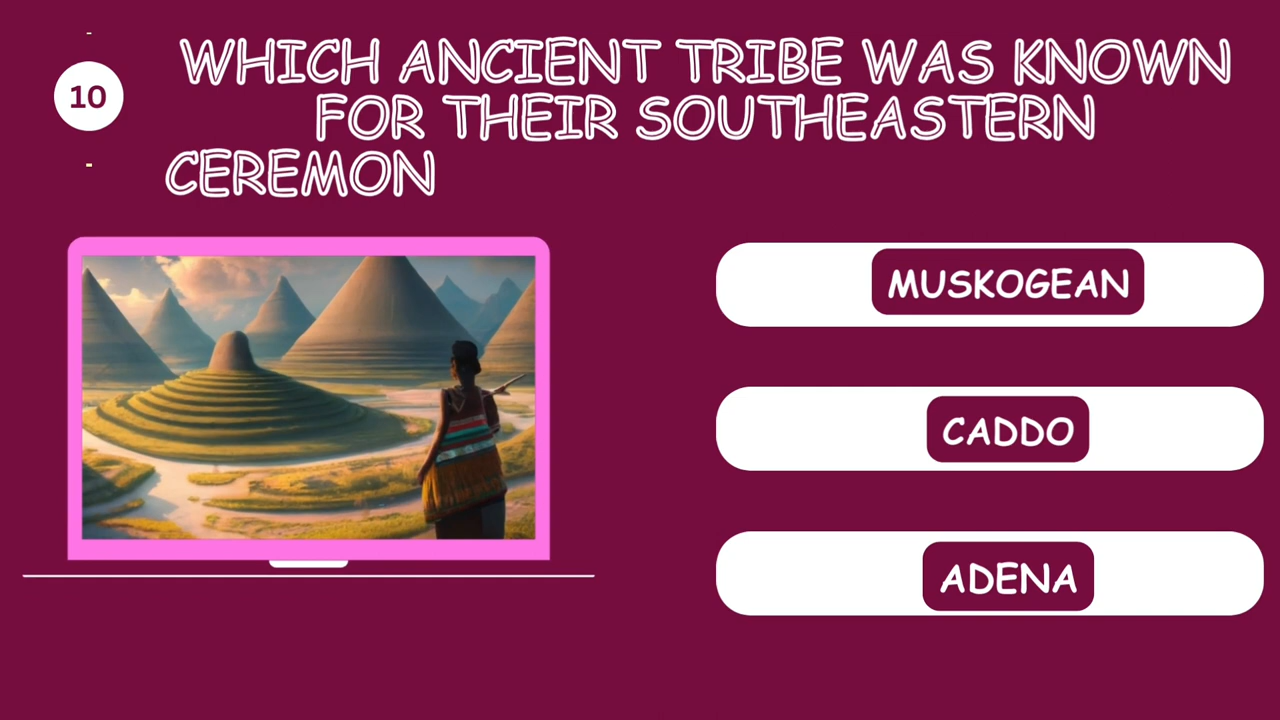 10
WHICH ANCIENT TRIBE WAS KNOWN
FOR THEIR SOUTHEASTERN
CEREMON
MUSKOGEAN
CADDO
ADENA